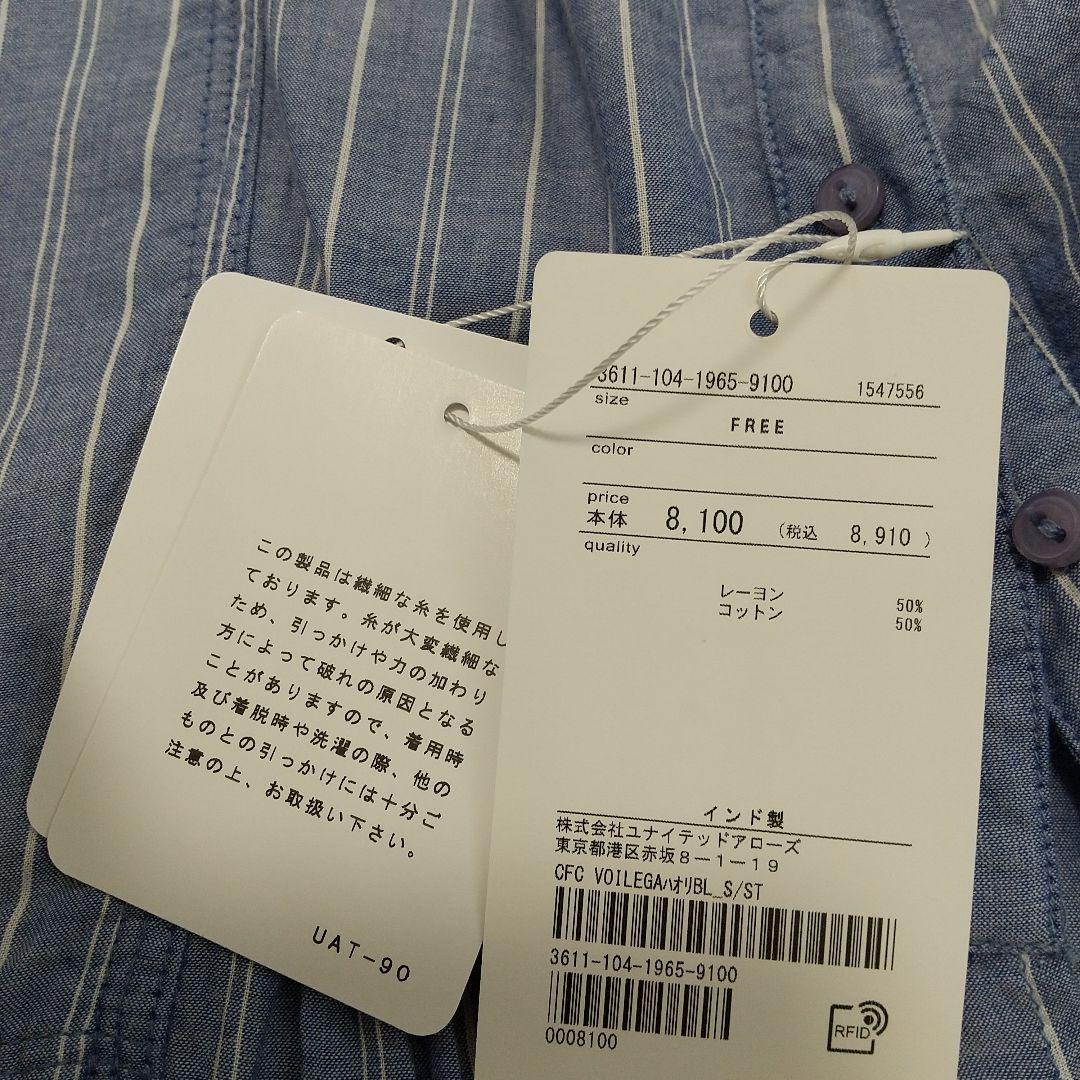 この製品は繊細な糸を使用し
ております。糸が大変繊細な
ため、引っかけや力の加わり
方によって破れの原因となる
ことがありますので、着用時
及び着脱時や洗濯の際、他の
ものとの引っかけには十分ご
注意の上、お取扱い下さい。
UAT-90
3611-104-1965-9100 1547556
size
FREE
color
price
本体 8,100 (税込 8,910 )
quality
レーヨン 50%
コットン 50%
インド製
株式会社ユナイテッドアローズ
東京都港区赤坂8－1－19
CFC VOILEGAﾊｵﾘBL_S/ST
3611-104-1965-9100
0008100
RFID